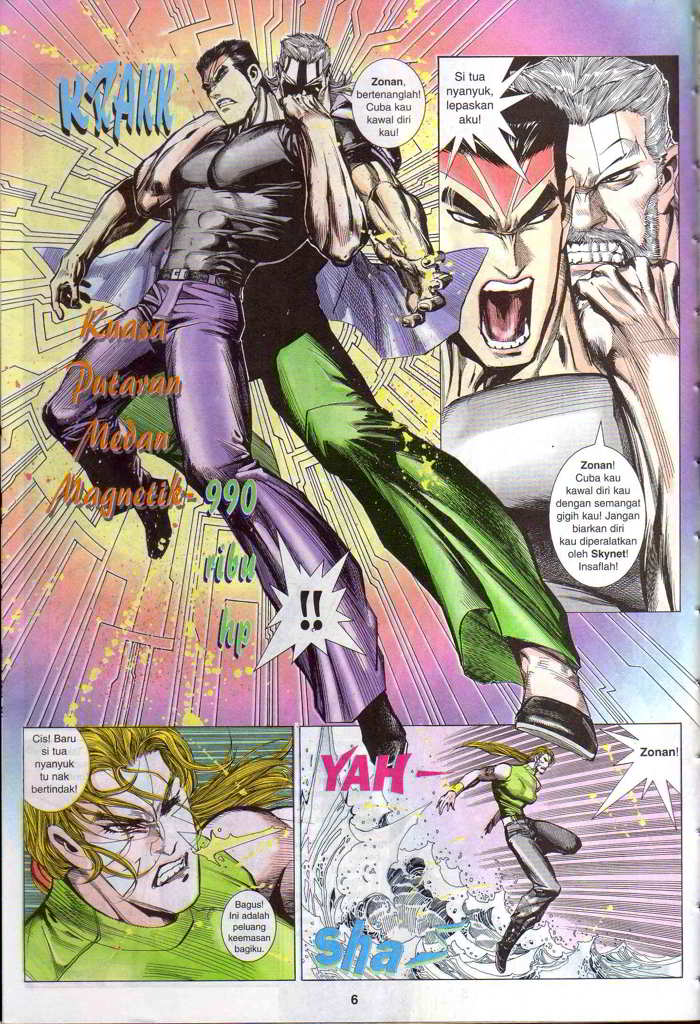 KRAKK
Zonan,
bertenanglah!
Cuba kau
kawal diri
kau!
Si tua
nyanyuk,
lepaskan
aku!
Kuasa
Putaran
Medan
Magnetik-
990
ribu
hp
Zonan!
Cuba kau
kawal diri kau
dengan semangat
gigih kau! Jangan
biarkan diri
kau diperalatkan
oleh Skynet!
Insaflah!
!!
Cis! Baru
si tua
nyanyuk
tu nak
bertindak!
Bagus!
Ini adalah
peluang
keemasan
bagiku.
YAH-
Zonan!
sha-
6